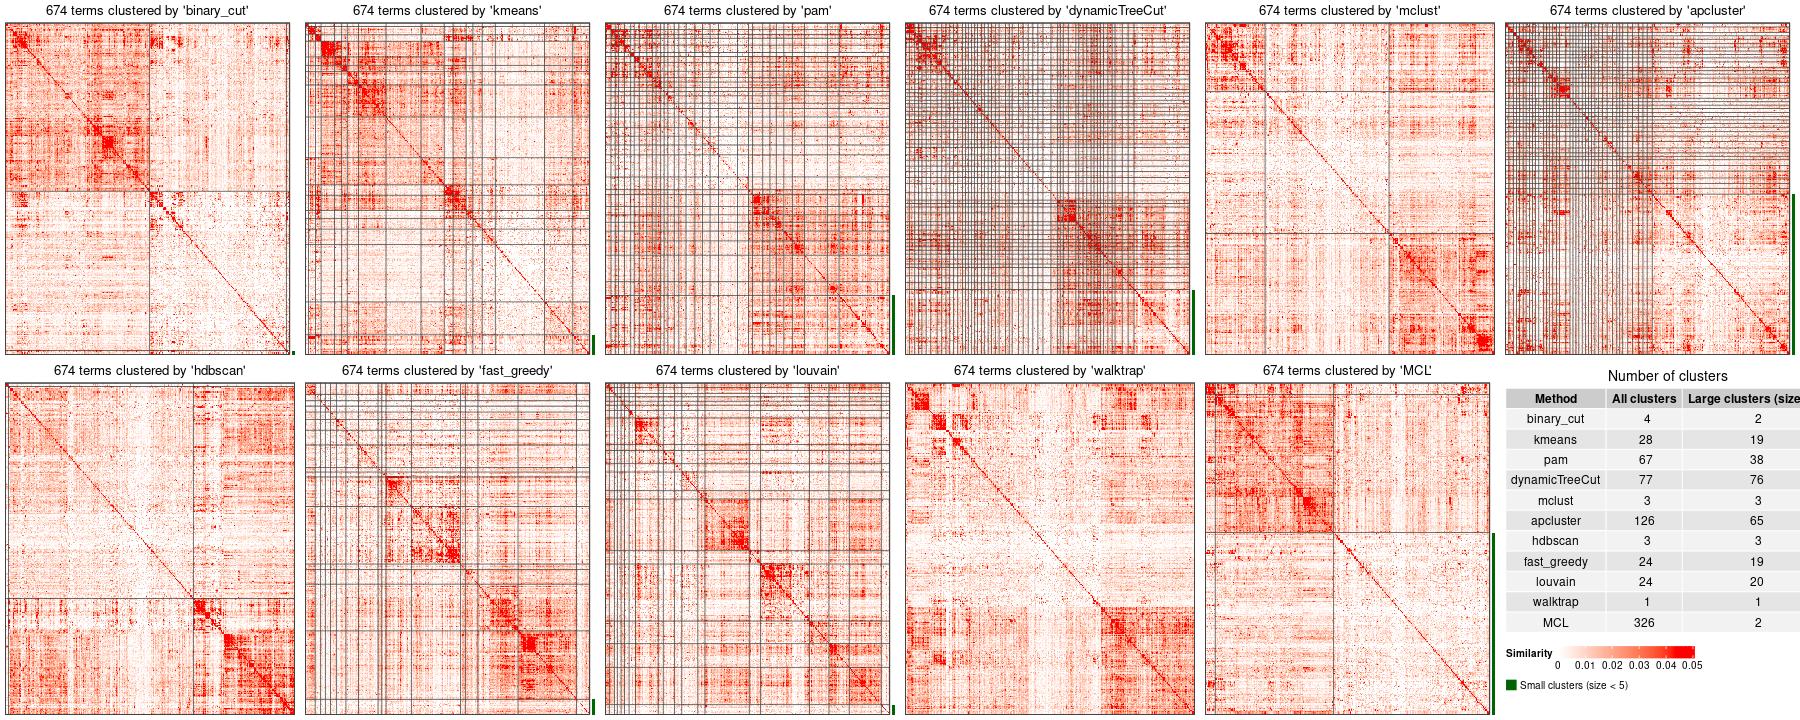 674 terms clustered by 'binary_cut'
674 terms clustered by 'kmeans'
674 terms clustered by 'pam'
674 terms clustered by 'dynamicTreeCut'
674 terms clustered by 'mclust'
674 terms clustered by 'apcluster'
674 terms clustered by 'hdbscan'
674 terms clustered by 'fast_greedy'
674 terms clustered by 'louvain'
674 terms clustered by 'walktrap'
674 terms clustered by 'MCL'
Number of clusters
Method All clusters Large clusters (size
binary_cut 4 2
kmeans 28 19
pam 67 38
dynamicTreeCut 77 76
mclust 3 3
apcluster 126 65
hdbscan 3 3
fast_greedy 24 19
louvain 24 20
walktrap 1 1
MCL 326 2
Similarity
0 0.01 0.02 0.03 0.04 0.05
Small clusters (size < 5)